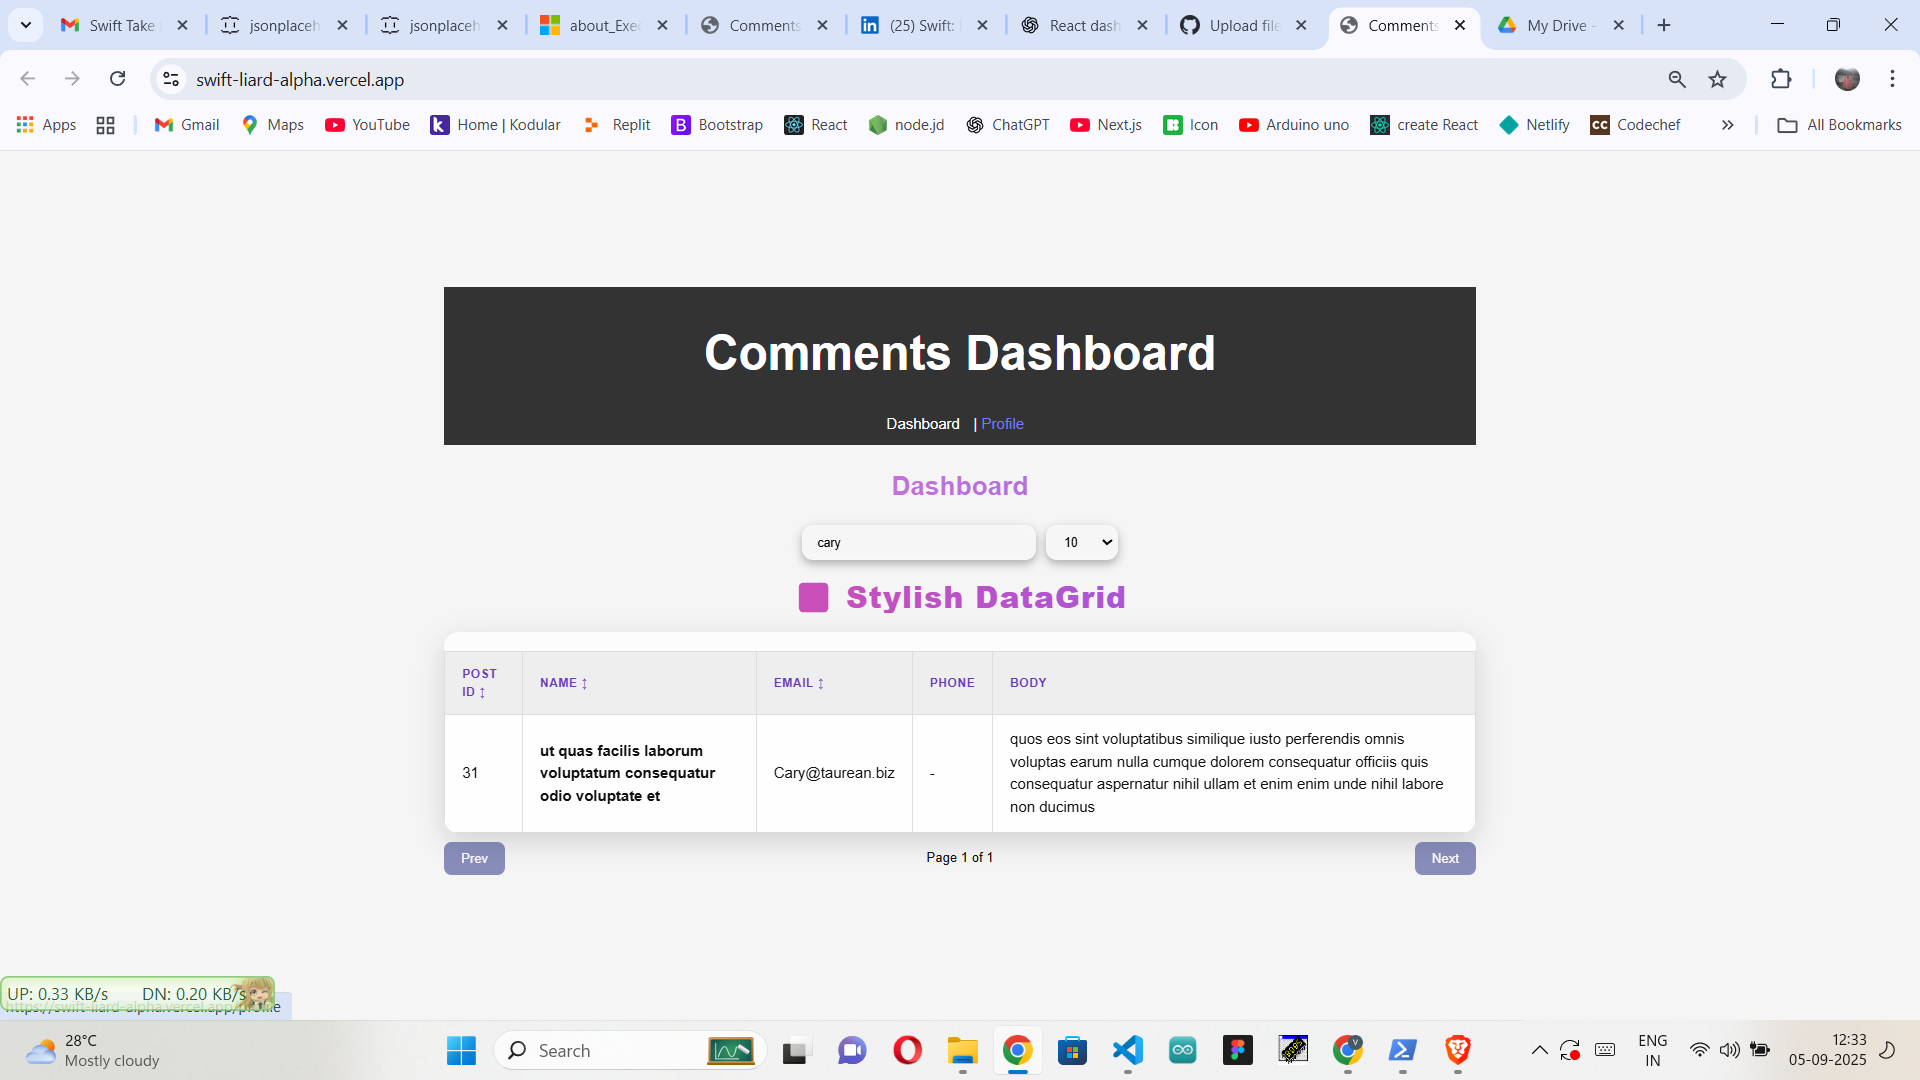 Swift Take
jsonplaceh
jsonplaceh
about_Exec
Comments
(25) Swift:
React dash
Upload file
Comments
My Drive -
swift-liard-alpha.vercel.app
Apps
Gmail
Maps
YouTube
Home | Kodular
Replit
Bootstrap
React
node.jd
ChatGPT
Next.js
Icon
Arduino uno
create React
Netlify
Codechef
All Bookmarks
Comments Dashboard
Dashboard | Profile
Dashboard
cary
10
Stylish DataGrid
POST
ID ↕
NAME ↕
EMAIL ↕
PHONE
BODY
31
ut quas facilis laborum
voluptatum consequatur
odio voluptate et
Cary@taurean.biz
-
quos eos sint voluptatibus similique iusto perferendis omnis
voluptas earum nulla cumque dolorem consequatur officiis quis
consequatur aspernatur nihil ullam et enim enim unde nihil labore
non ducimus
Prev
Page 1 of 1
Next
UP: 0.33 KB/s DN: 0.20 KB/s
https://swift-liard-alpha.vercel.app/profile
28°C
Mostly cloudy
Search
ENG
IN
12:33
05-09-2025